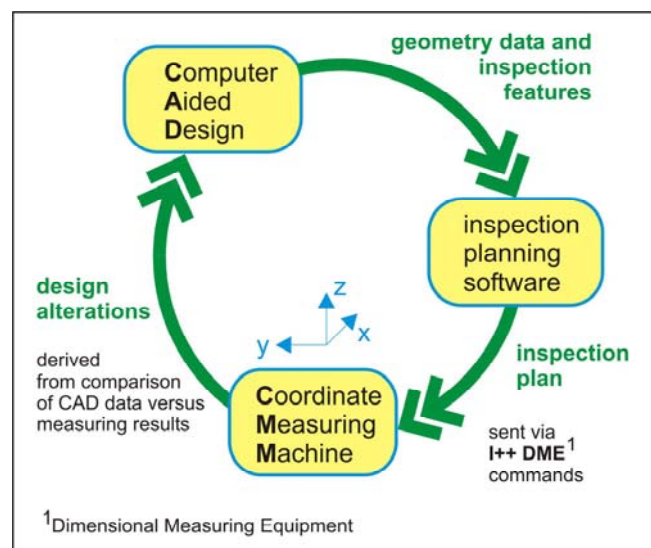 geometry data and
inspection
features
Computer
Aided
Design
inspection
planning
software
design
alterations
derived
from comparison
of CAD data versus
measuring results
z
y
x
inspection
plan
Coordinate
Measuring
Machine
sent via
I++ DME¹
commands
¹Dimensional Measuring Equipment